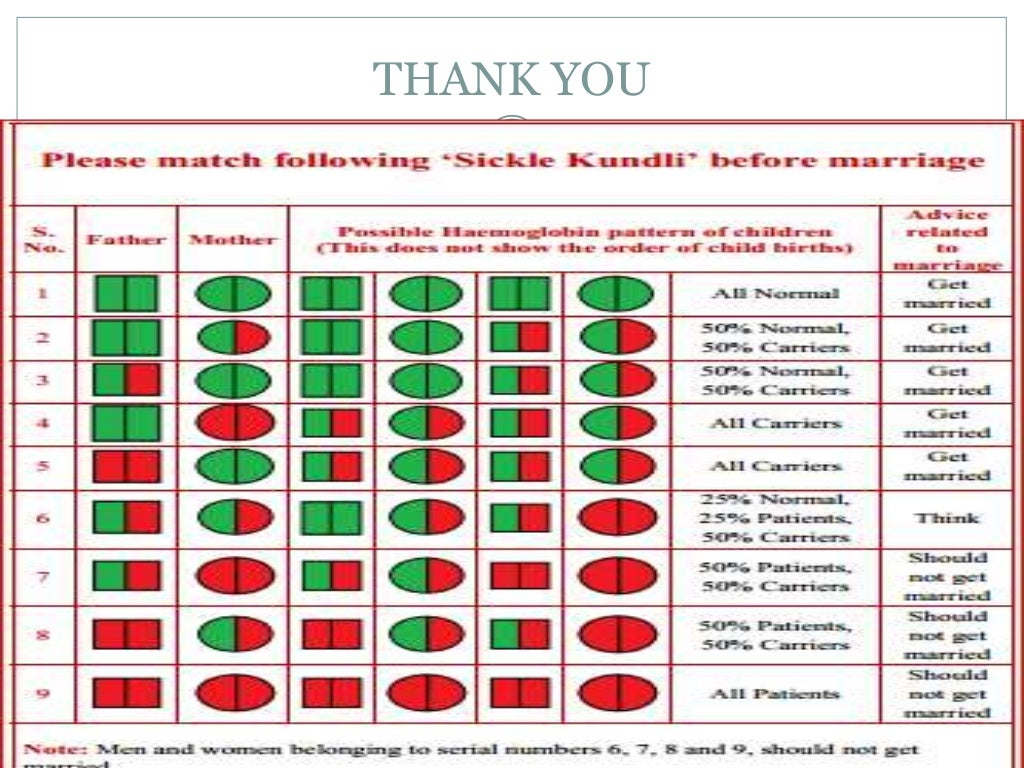 THANK YOU
Please match following ‘Sickle Kundli’ before marriage
S. No. Father Mother Possible Haemoglobin pattern of children (This does not show the order of child births) Advice related to marriage
1 All Normal Get married
2 50% Normal, 50% Carriers Get married
3 50% Normal, 50% Carriers Get married
4 All Carriers Get married
5 All Carriers Get married
6 25% Normal, 25% Patients, 50% Carriers Think
7 50% Patients, 50% Carriers Should not get married
8 50% Patients, 50% Carriers Should not get married
9 All Patients Should not get married
Note: Men and women belonging to serial numbers 6, 7, 8 and 9, should not get
married